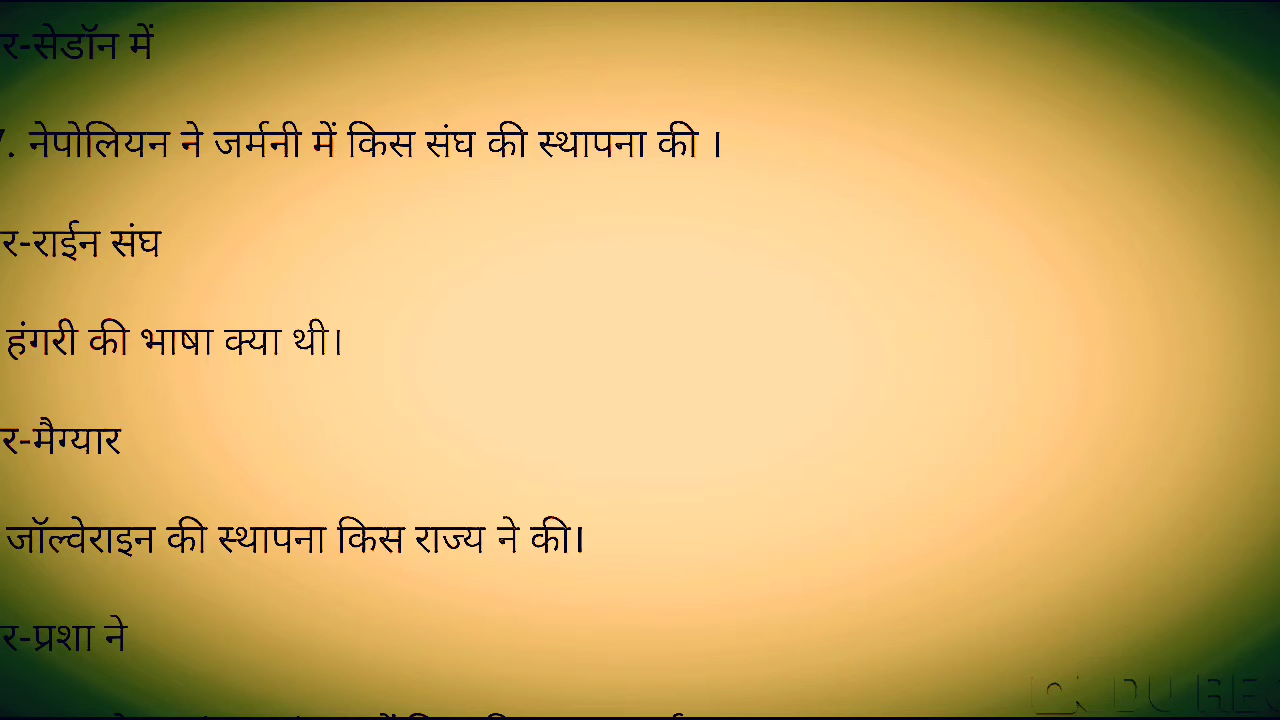 र-सेडॉन में
. नेपोलियन ने जर्मनी में किस संघ की स्थापना की ।
र-राईन संघ
हंगरी की भाषा क्या थी।
र-मैग्यार
जॉल्वेराइन की स्थापना किस राज्य ने की।
र-प्रशा ने